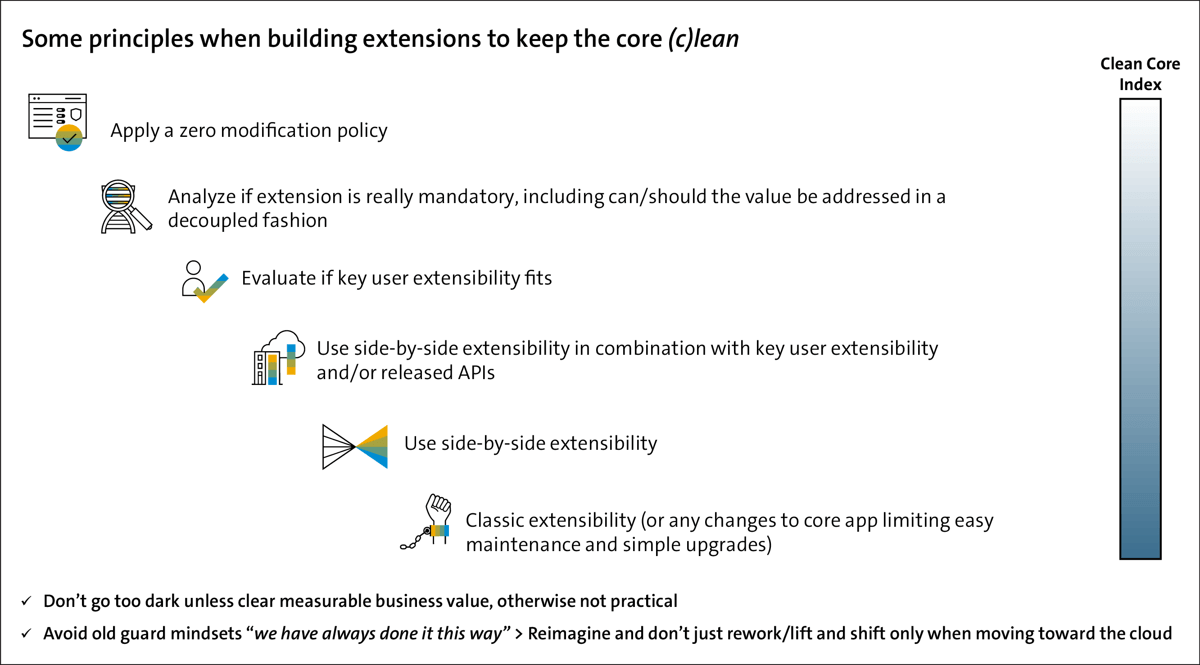 Some principles when building extensions to keep the core (c)lean
Clean Core
Index
Apply a zero modification policy
Analyze if extension is really mandatory, including can/should the value be addressed in a
decoupled fashion
Evaluate if key user extensibility fits
Use side-by-side extensibility in combination with key user extensibility
and/or released APIs
Use side-by-side extensibility
Classic extensibility (or any changes to core app limiting easy
maintenance and simple upgrades)
✓ Don’t go too dark unless clear measurable business value, otherwise not practical
✓ Avoid old guard mindsets “we have always done it this way” > Reimagine and don’t just rework/lift and shift only when moving toward the cloud